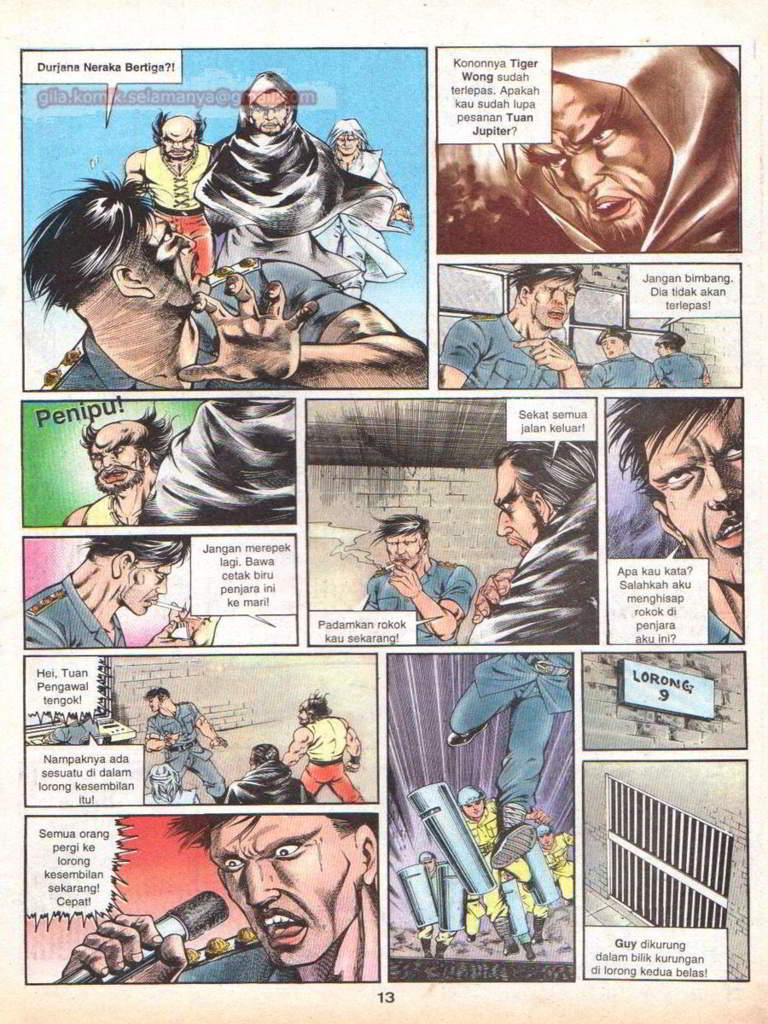 Durjana Neraka Bertiga?!
gila.komik.selamanya@gmail.com
Kononnya Tiger
Wong sudah
terlepas. Apakah
kau sudah lupa
pesanan Tuan
Jupiter?
Jangan bimbang.
Dia tidak akan
terlepas!
Penipu!
Jangan merepek
lagi. Bawa
cetak biru
penjara ini
ke mari!
Sekat semua
jalan keluar!
Padamkan rokok
kau sekarang!
Apa kau kata?
Salahkah aku
menghisap
rokok di
penjara
aku ini?
Hei, Tuan
Pengawal
tengok!
Nampaknya ada
sesuatu di dalam
lorong kesembilan
itu!
Semua orang
pergi ke
lorong
kesembilan
sekarang!
Cepat!
LORONG
9
Guy dikurung
dalam bilik kurungan
di lorong kedua belas!
13